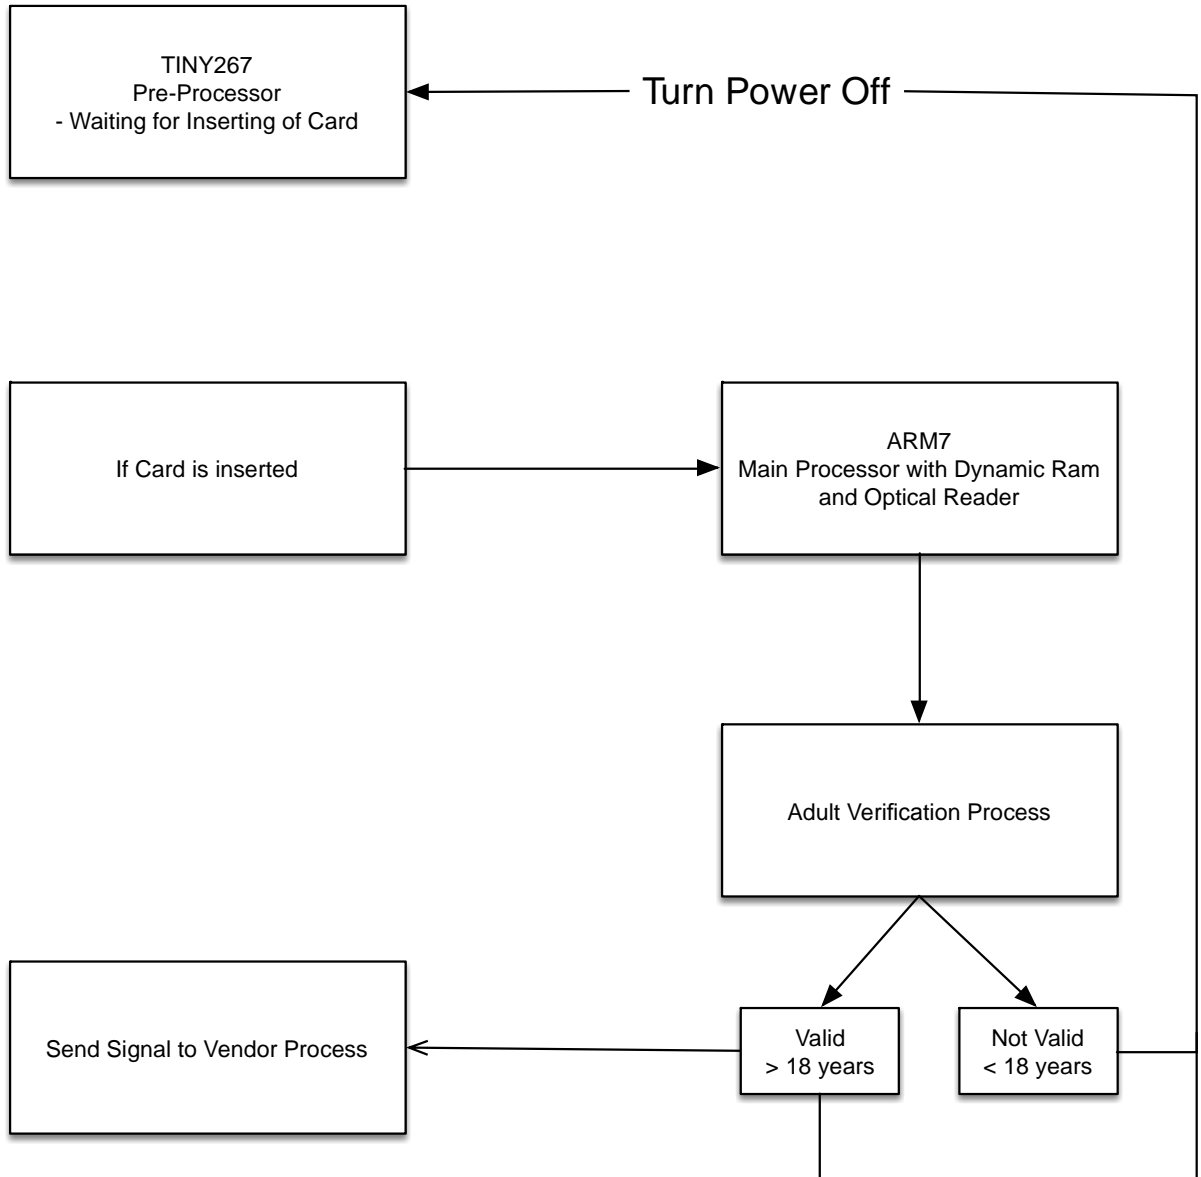 TINY267
Pre-Processor
- Waiting for Inserting of Card
Turn Power Off
If Card is inserted
ARM7
Main Processor with Dynamic Ram
and Optical Reader
Adult Verification Process
Send Signal to Vendor Process
Valid
> 18 years
Not Valid
< 18 years